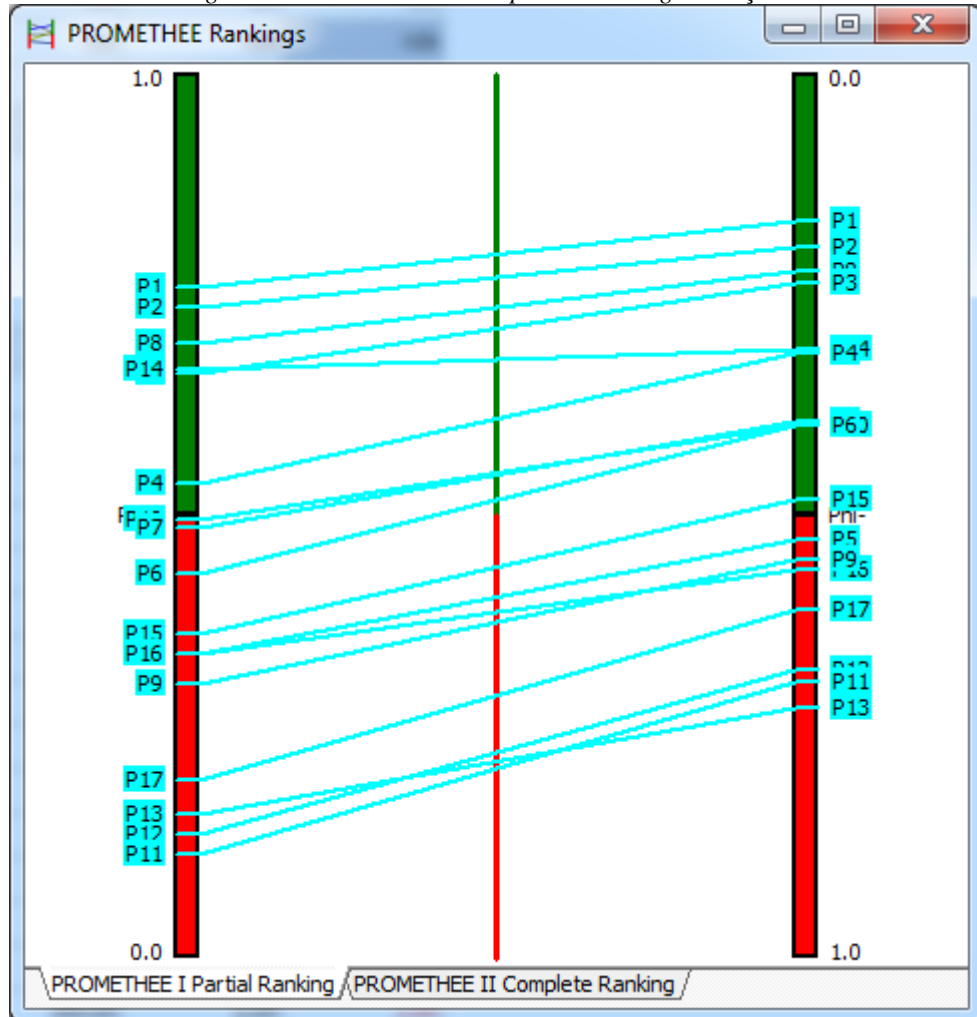 PROMETHEE Rankings
1.0
0.0
P1
P2
P8
P14
P4
P7
P6
P15
P16
P9
P17
P13
P12
P11
P1
P2
P3
P4
P6
P15
Phi-
P5
P9
P16
P17
P11
P13
0.0
1.0
PROMETHEE I Partial Ranking
PROMETHEE II Complete Ranking